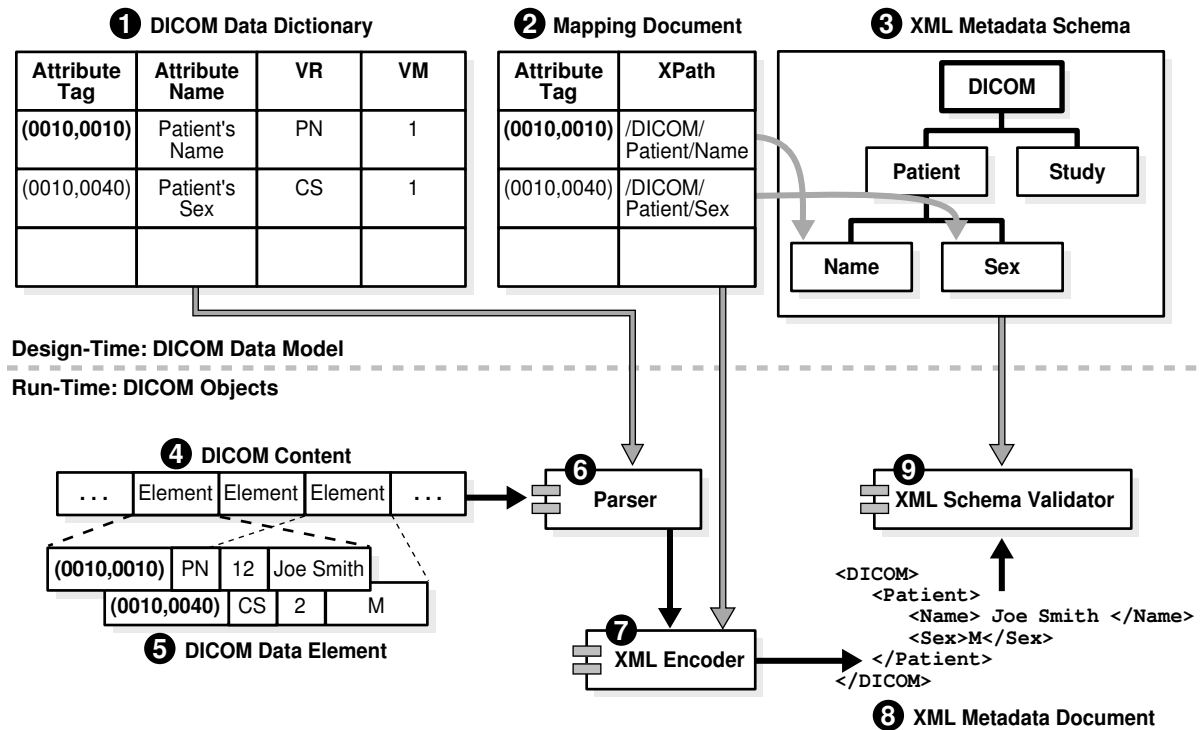 1 DICOM Data Dictionary
Attribute Tag
Attribute Name
VR
VM
(0010,0010)
Patient's Name
PN
1
(0010,0040)
Patient's Sex
CS
1
2 Mapping Document
Attribute Tag
XPath
(0010,0010)
/DICOM/
Patient/Name
(0010,0040)
/DICOM/
Patient/Sex
3 XML Metadata Schema
DICOM
Patient
Study
Name
Sex
Design-Time: DICOM Data Model
Run-Time: DICOM Objects
4 DICOM Content
. . . Element Element Element . . .
(0010,0010) PN 12 Joe Smith
(0010,0040) CS 2 M
5 DICOM Data Element
6
Parser
7
XML Encoder
9
XML Schema Validator
<DICOM>
<Patient>
<Name> Joe Smith </Name>
<Sex>M</Sex>
</Patient>
</DICOM>
8 XML Metadata Document